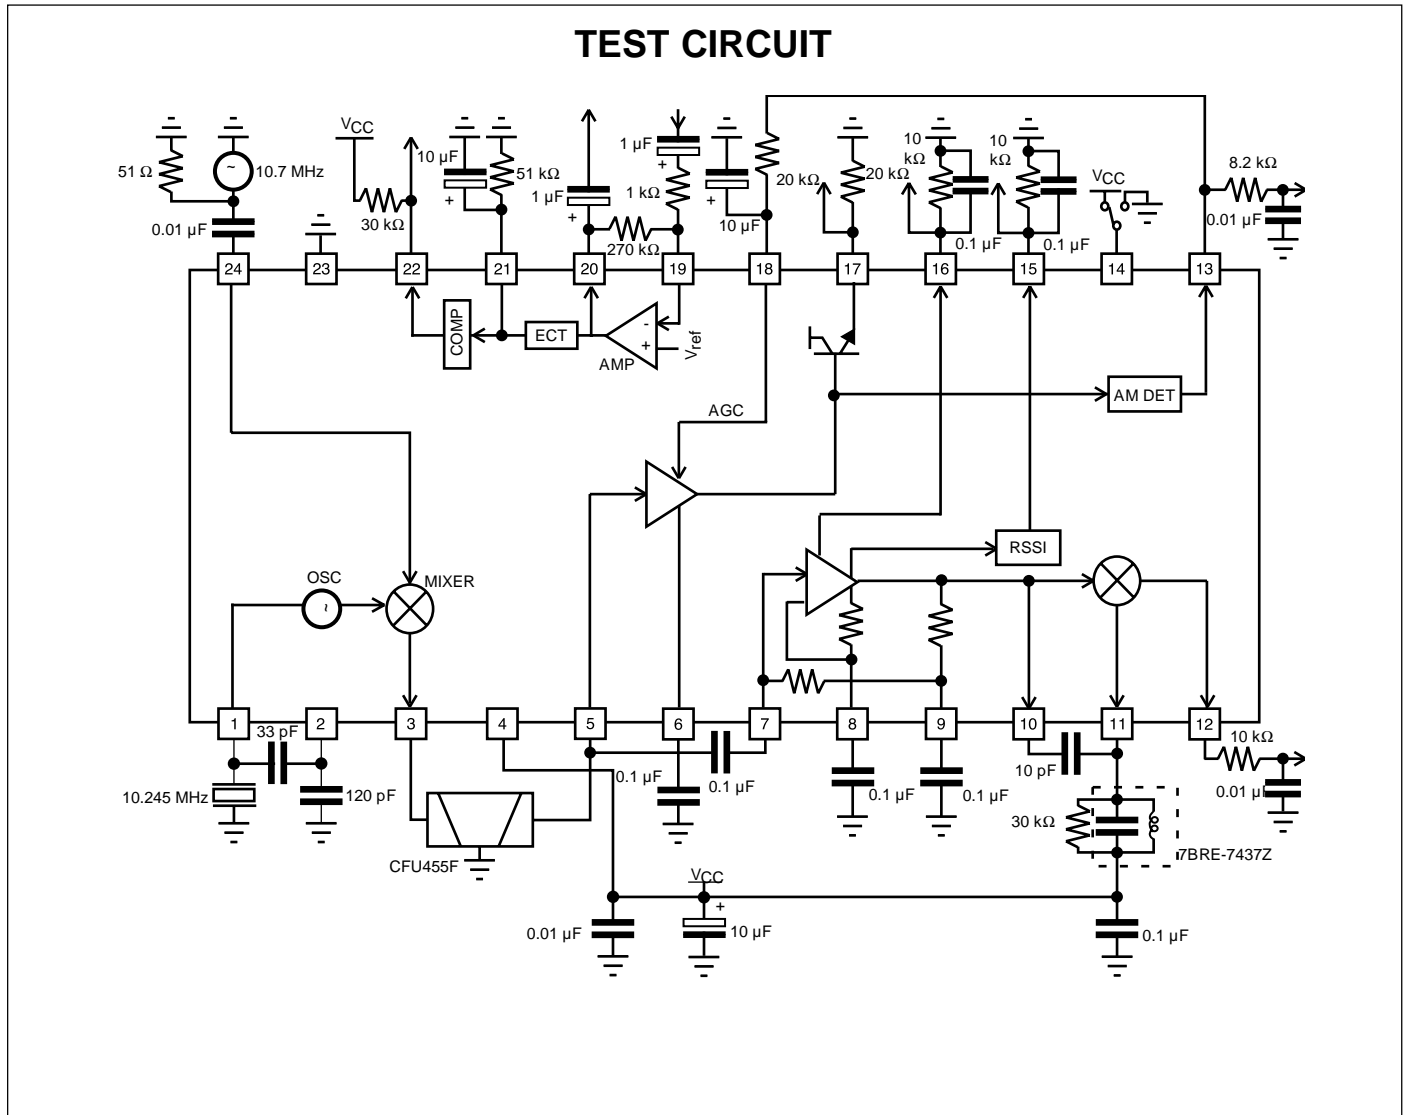 TEST CIRCUIT
51 Ω
~
10.7 MHz
0.01 µF
VCC
30 kΩ
10 µF
+
51 kΩ
1 µF
+
1 µF
+
1 kΩ
270 kΩ
+
10 µF
20 kΩ
20 kΩ
10 kΩ
0.1 µF
10 kΩ
0.1 µF
VCC
8.2 kΩ
0.01 µF
24
23
22
21
20
19
18
17
16
15
14
13
COMP
ECT
AMP
-
+
Vref
AGC
AM DET
RSSI
OSC
~
MIXER
1
2
3
4
5
6
7
8
9
10
11
12
33 pF
10.245 MHz
120 pF
CFU455F
0.1 µF
0.1 µF
0.1 µF
0.1 µF
10 pF
30 kΩ
7BRE-7437Z
10 kΩ
0.01 µF
VCC
0.01 µF
+
10 µF
0.1 µF